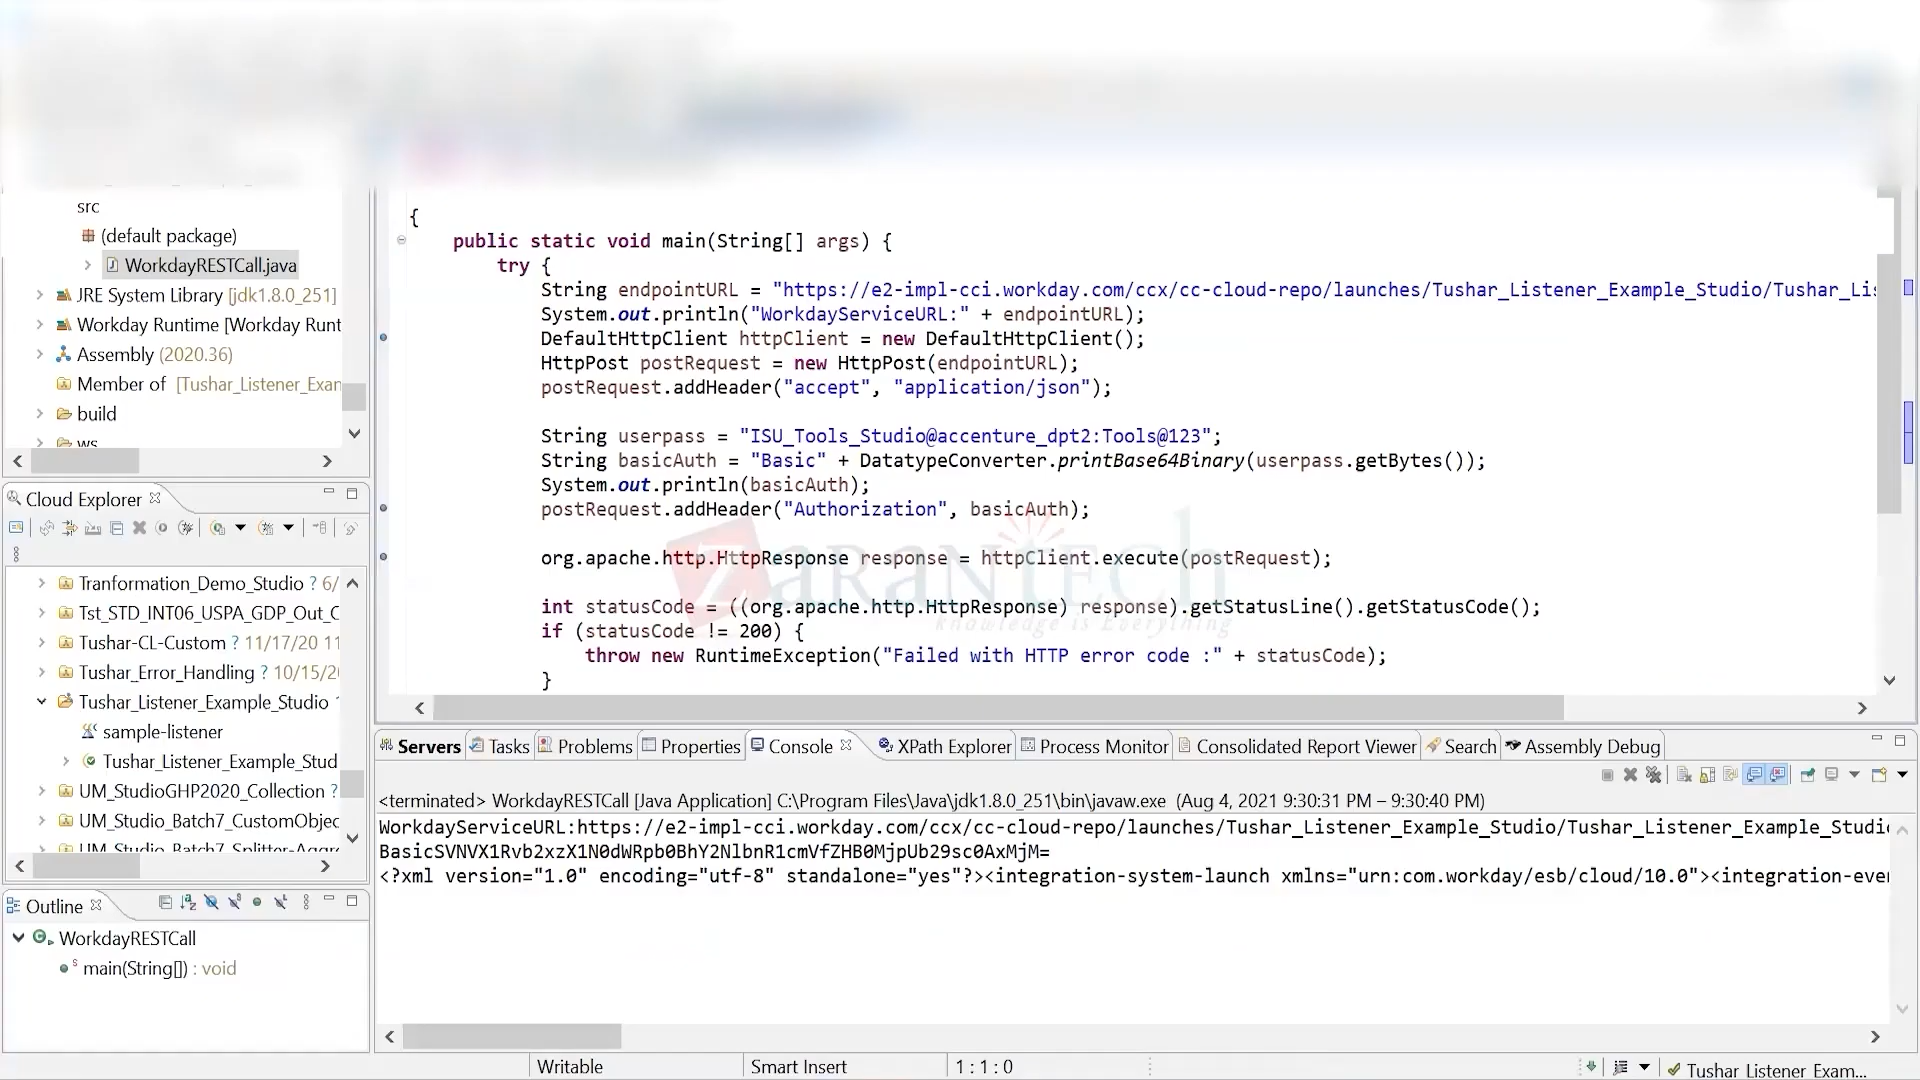 src
(default package)
WorkdayRESTCall.java
JRE System Library [jdk1.8.0_251]
Workday Runtime [Workday Runt
Assembly (2020.36)
Member of [Tushar_Listener_Exar
build
ws
{
public static void main(String[] args) {
try {
String endpointURL = "https://e2-impl-cci.workday.com/ccx/cc-cloud-repo/launches/Tushar_Listener_Example_Studio/Tushar_Lis
System.out.println("WorkdayServiceURL:" + endpointURL);
DefaultHttpClient httpClient = new DefaultHttpClient();
HttpPost postRequest = new HttpPost(endpointURL);
postRequest.addHeader("accept", "application/json");
String userpass = "ISU_Tools_Studio@accenture_dpt2:Tools@123";
String basicAuth = "Basic" + DatatypeConverter.printBase64Binary(userpass.getBytes());
System.out.println(basicAuth);
postRequest.addHeader("Authorization", basicAuth);
org.apache.http.HttpResponse response = httpClient.execute(postRequest);
int statusCode = ((org.apache.http.HttpResponse) response).getStatusLine().getStatusCode();
if (statusCode != 200) {
throw new RuntimeException("Failed with HTTP error code :" + statusCode);
}
ZaranTech
knowledge is Everything
Cloud Explorer
Tranformation_Demo_Studio ? 6/
Tst_STD_INT06_USPA_GDP_Out_C
Tushar-CL-Custom ? 11/17/20 11
Tushar_Error_Handling ? 10/15/20
Tushar_Listener_Example_Studio
sample-listener
Tushar_Listener_Example_Stud
UM_StudioGHP2020_Collection ?
UM_Studio_Batch7_CustomObjec
UM_Studio_Batch7_Splitter-Aggre
Outline
WorkdayRESTCall
main(String[]) : void
Servers Tasks Problems Properties Console XPath Explorer Process Monitor Consolidated Report Viewer Search Assembly Debug
<terminated> WorkdayRESTCall [Java Application] C:\Program Files\Java\jdk1.8.0_251\bin\javaw.exe (Aug 4, 2021 9:30:31 PM – 9:30:40 PM)
WorkdayServiceURL:https://e2-impl-cci.workday.com/ccx/cc-cloud-repo/launches/Tushar_Listener_Example_Studio/Tushar_Listener_Example_Studi
BasicSVNVX1Rvb2xzX1N0dWRpb0BhY2NlbnR1cmVfZHB0MjpUb29sc0AxMjM=
<?xml version="1.0" encoding="utf-8" standalone="yes"?><integration-system-launch xmlns="urn:com.workday/esb/cloud/10.0"><integration-ever
Writable Smart Insert 1 : 1 : 0 Tushar Listener Exam...